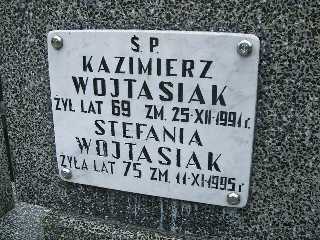 Ś.P.
KAZIMIERZ
WOJTASIAK
ŻYŁ LAT 69 ZM. 25-XII-1991 r.
STEFANIA
WOJTASIAK
ŻYŁA LAT 75 ZM. 11-XI-1995 r